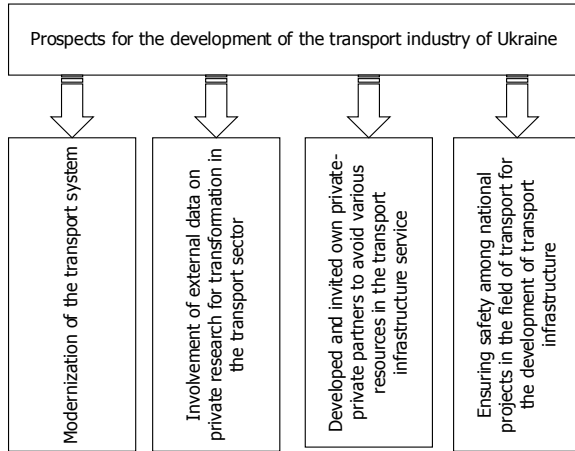 Prospects for the development of the transport industry of Ukraine
Modernization of the transport system
Involvement of external data on
private research for transformation in
the transport sector
Developed and invited own private-
private partners to avoid various
resources in the transport
infrastructure service
Ensuring safety among national
projects in the field of transport for
the development of transport
infrastructure